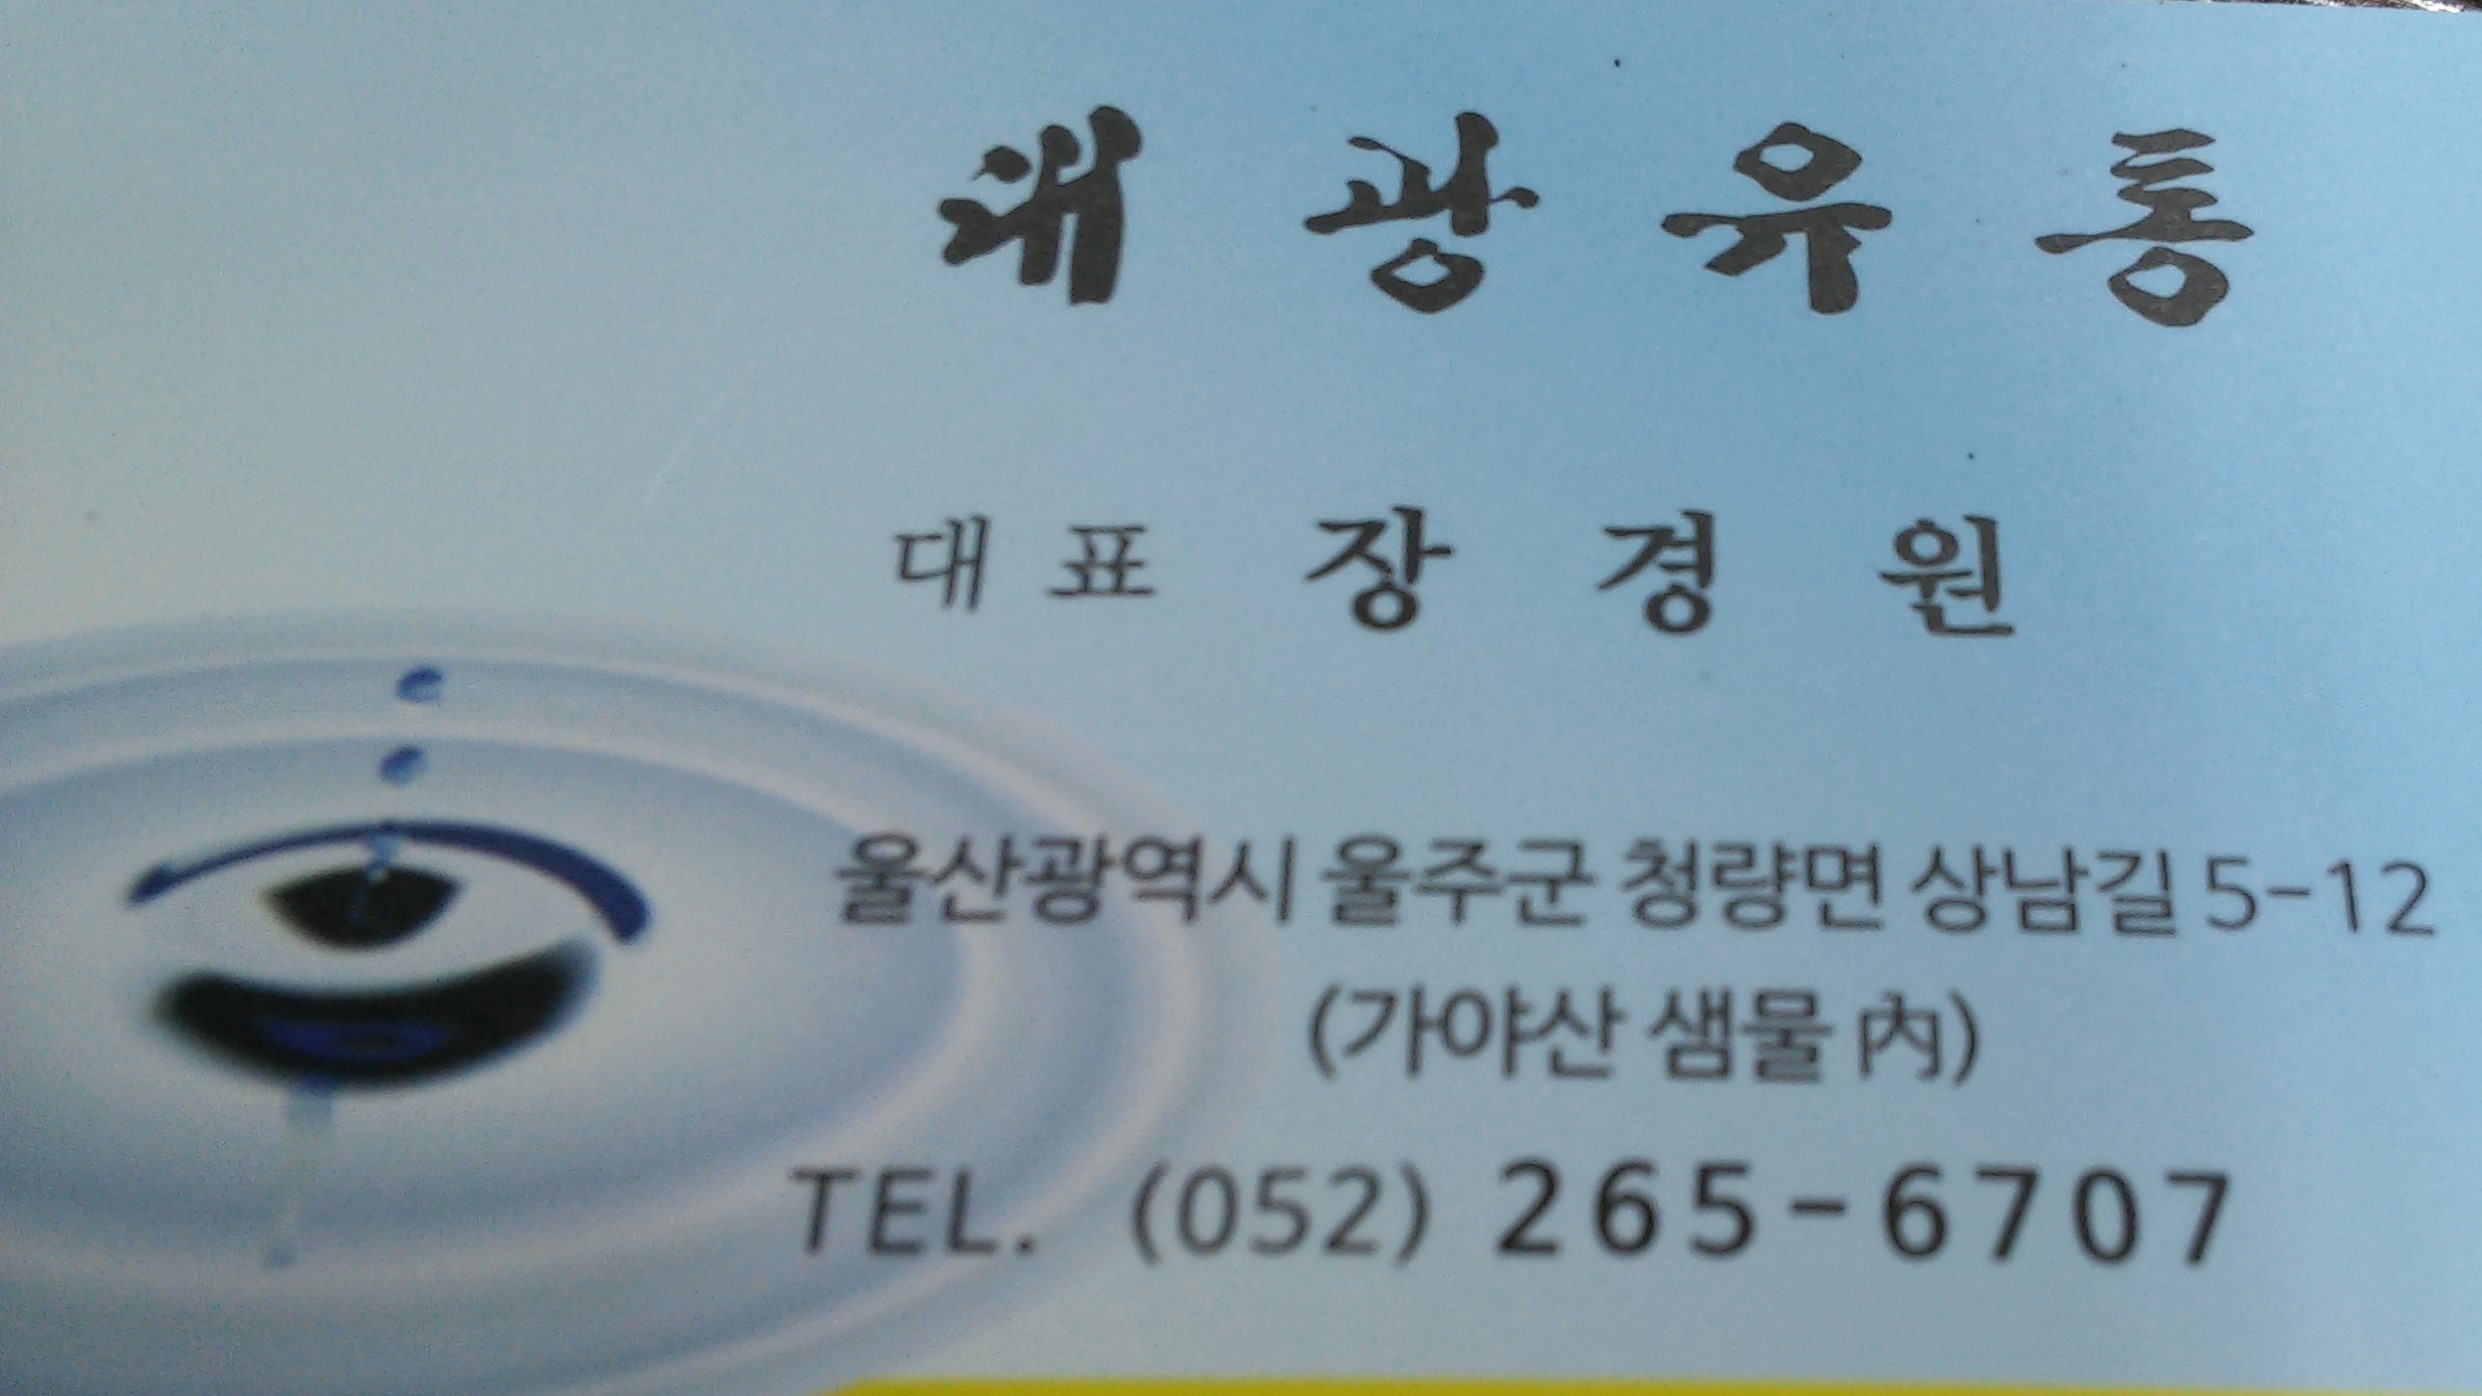 태광유통
대표 장경원
울산광역시 울주군 청량면 상남길 5-12
(가야산 샘물 內)
TEL. (052) 265-6707